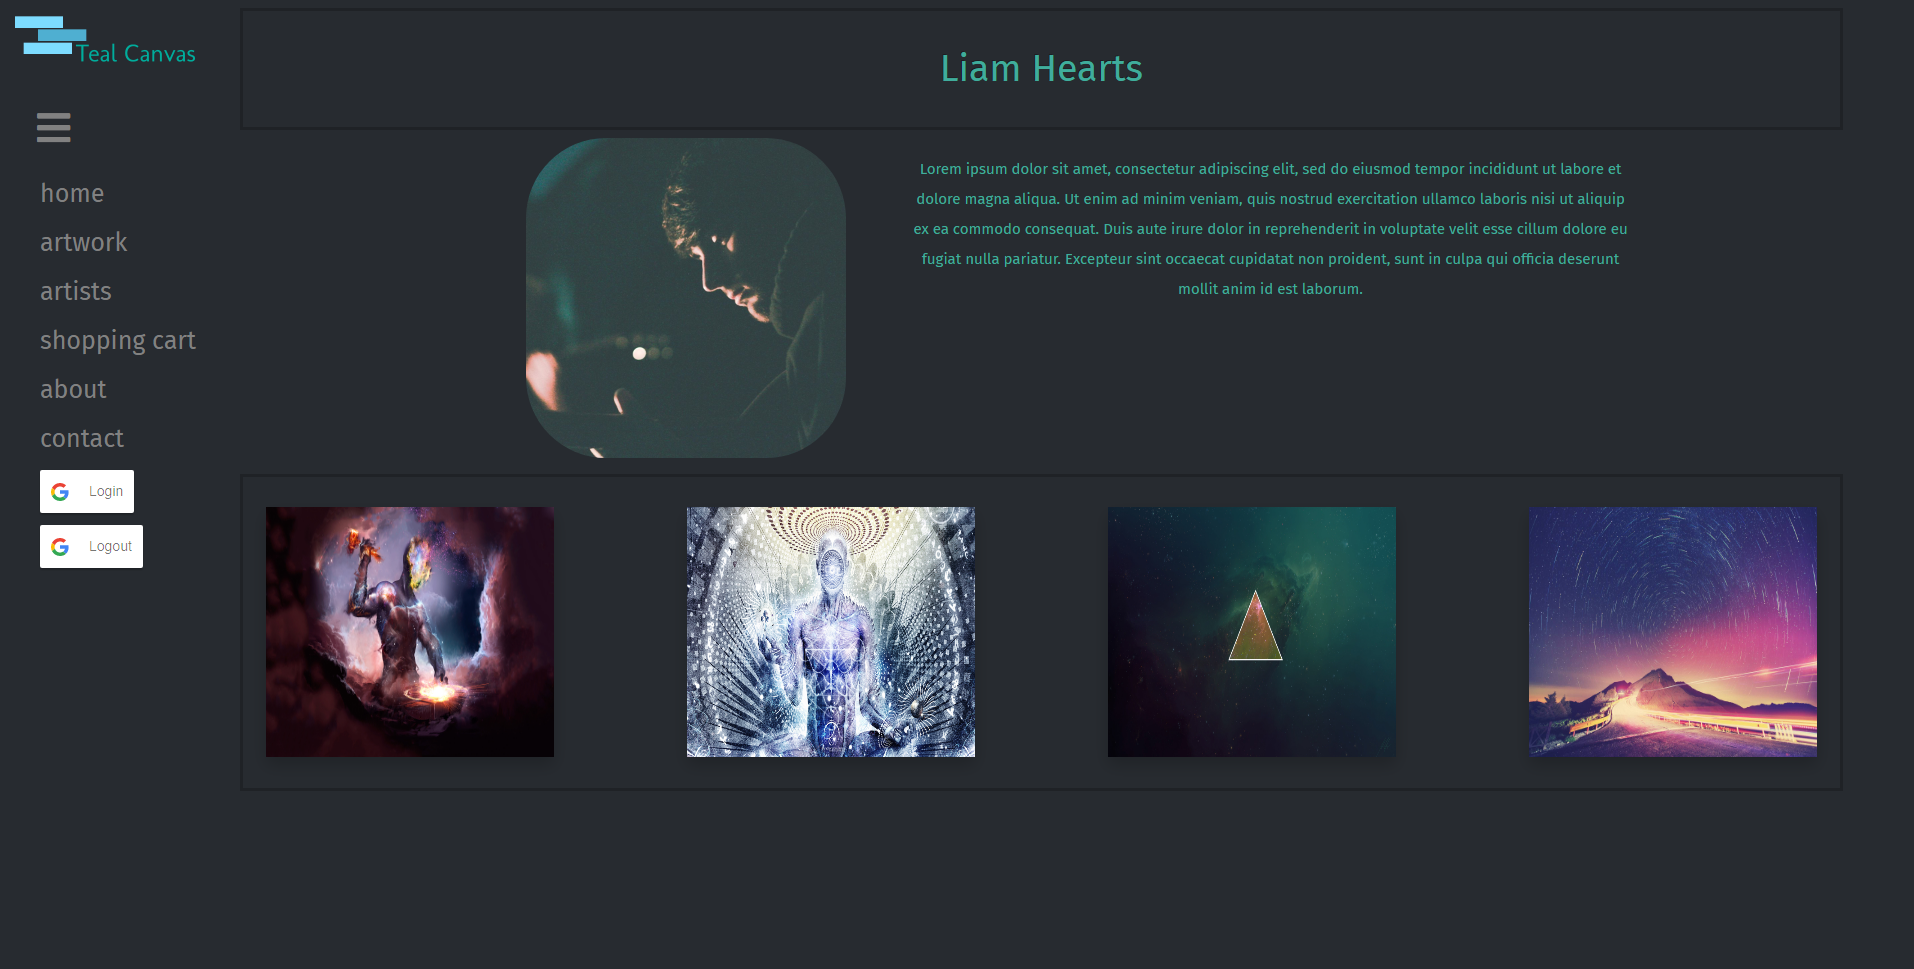 Teal Canvas
home
artwork
artists
shopping cart
about
contact
Login
Logout
Liam Hearts
Lorem ipsum dolor sit amet, consectetur adipiscing elit, sed do eiusmod tempor incididunt ut labore et
dolore magna aliqua. Ut enim ad minim veniam, quis nostrud exercitation ullamco laboris nisi ut aliquip
ex ea commodo consequat. Duis aute irure dolor in reprehenderit in voluptate velit esse cillum dolore eu
fugiat nulla pariatur. Excepteur sint occaecat cupidatat non proident, sunt in culpa qui officia deserunt
mollit anim id est laborum.